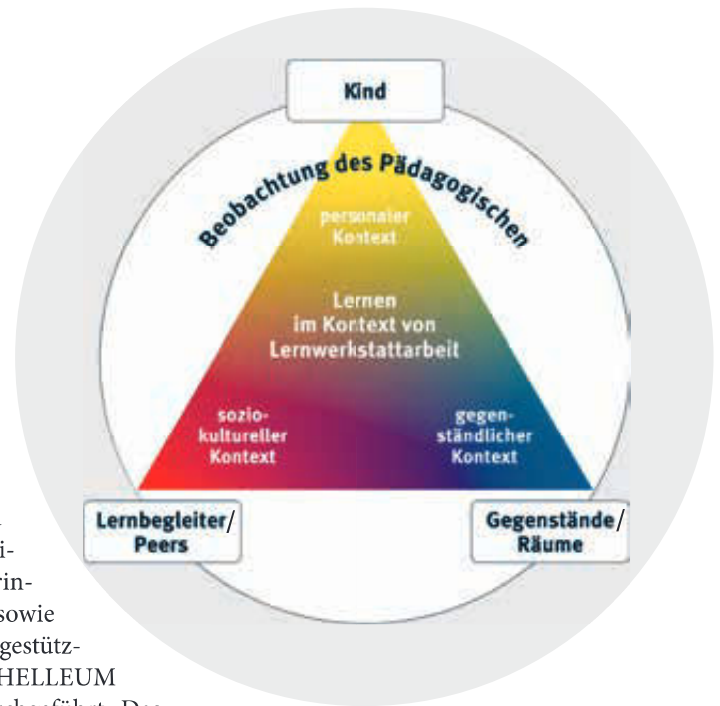 Kind
Beobachtung des Pädagogischen
personaler
Kontext
Lernen
im Kontext von
Lernwerkstattarbeit
sozio-
kultureller
Kontext
gegen-
ständlicher
Kontext
Lernbegleiter/
Peers
Gegenstände/
Räume
sowie
gestütz-
HELLEUM